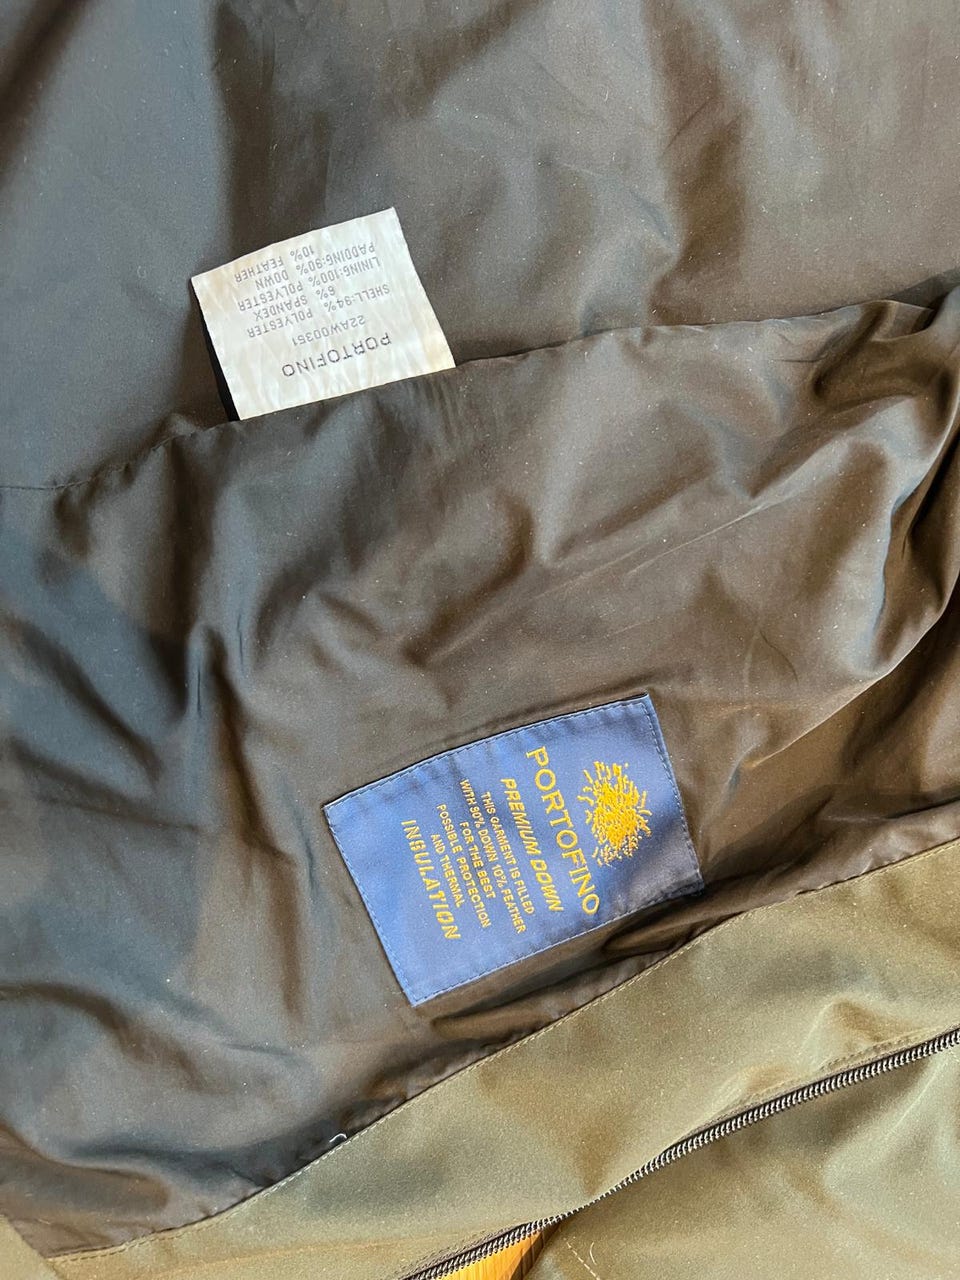 PORTOFINO
22AW00351
SHELL:94% POLYESTER
6% SPANDEX
LINING:100% POLYESTER
PADDING:90% DOWN
10% FEATHER
PORTOFINO
PREMIUM DOWN
THIS GARMENT IS FILLED
WITH 90% DOWN 10% FEATHER
FOR THE BEST
POSSIBLE PROTECTION
AND THERMAL
INSULATION